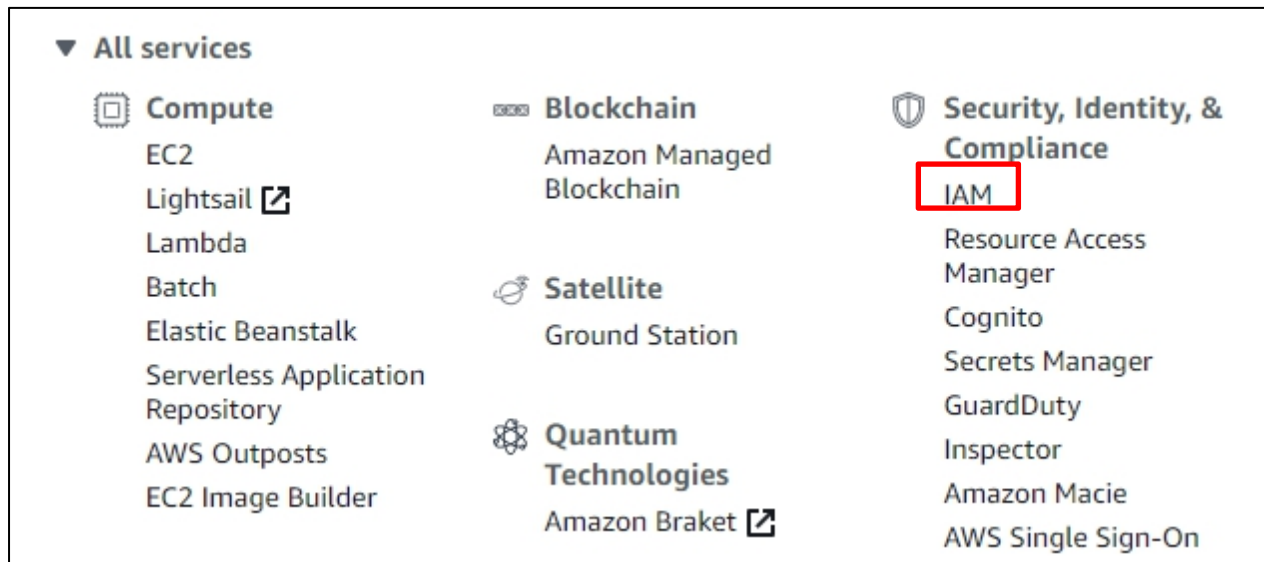 All services
Compute
EC2
Lightsail
Lambda
Batch
Elastic Beanstalk
Serverless Application
Repository
AWS Outposts
EC2 Image Builder
Blockchain
Amazon Managed
Blockchain
Satellite
Ground Station
Quantum
Technologies
Amazon Braket
Security, Identity, &
Compliance
IAM
Resource Access
Manager
Cognito
Secrets Manager
GuardDuty
Inspector
Amazon Macie
AWS Single Sign-On